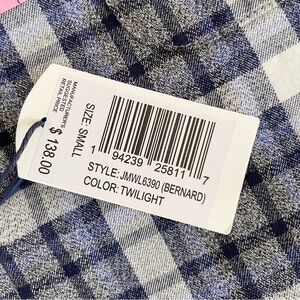 MANUFACTURER'S
SUGGESTED
RETAIL PRICE
$ 138.00
SIZE: SMALL
1 94239 25811 7
STYLE: JMWL6390 (BERNARD)
COLOR: TWILIGHT